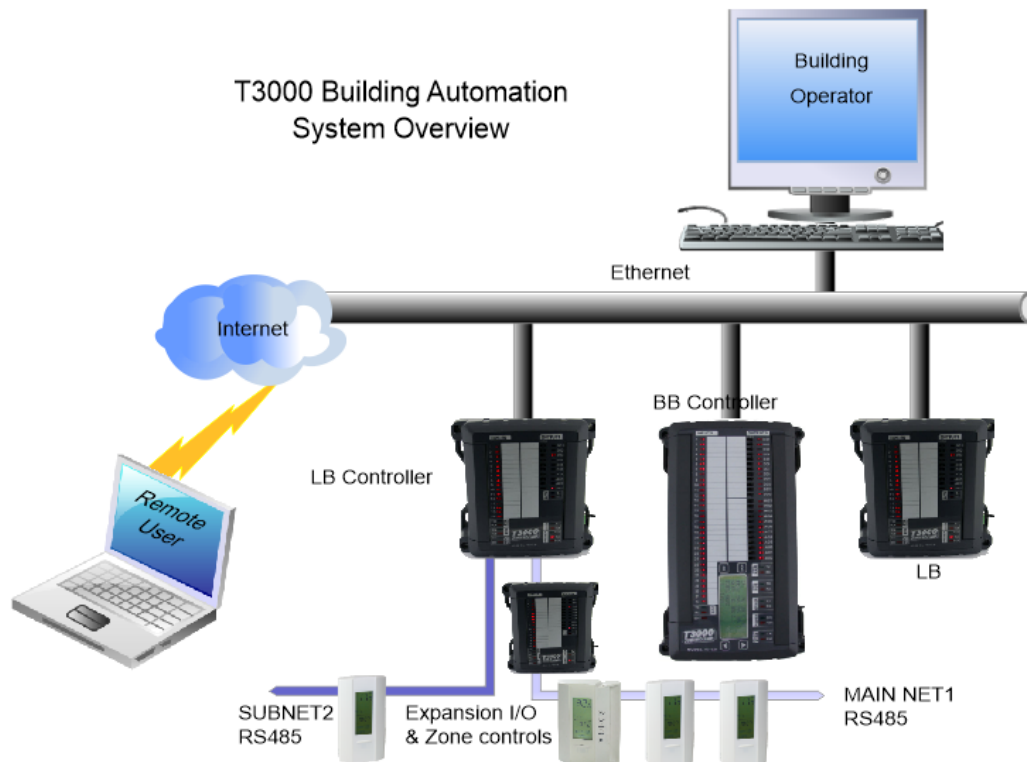 T3000 Building Automation
System Overview
Building
Operator
Ethernet
Internet
BB Controller
LB Controller
Remote
User
LB
T3000
SUBNET2
RS485
Expansion I/O
& Zone controls
MAIN NET1
RS485